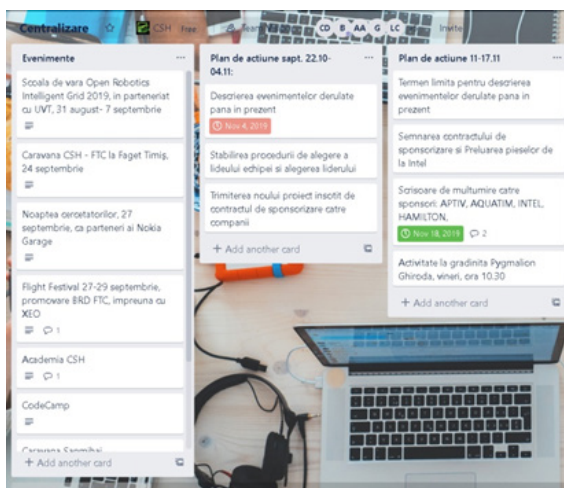 Centralizare
CSH
Free
Team
CD B AA G LC
Invite
Evenimente
Scoala de vara Open Robotics
Intelligent Grid 2019, in parteneriat
cu UVT, 31 august- 7 septembrie
Caravana CSH - FTC la Faget Timiș,
24 septembrie
Noaptea cercetatorilor, 27
septembrie, ca parteneri ai Nokia
Garage
Flight Festival 27-29 septembrie,
promovare BRD FTC, impreuna cu
XEO
1
Academia CSH
1
CodeCamp
Caravana Sanmihai
+ Add another card
Plan de actiune sapt. 22.10-
04.11:
Descrierea evenimentelor derulate
pana in prezent
Nov 4, 2019
Stabilirea procedurii de alegere a
lideului echipei si alegerea liderului
Trimiterea noului proiect insotit de
contractul de sponsorizare catre
companii
+ Add another card
Plan de actiune 11-17.11
Termen limita pentru descrierea
evenimentelor derulate pana in
prezent
Semnarea contractului de
sponsorizare si Preluarea pieselor de
la Intel
Scrisoare de multumire catre
sponsori: APTIV, AQUATIM, INTEL,
HAMILTON,
Nov 18, 2019 2
Activitate la gradinita Pygmalion
Ghiroda, vineri, ora 10.30
+ Add another card